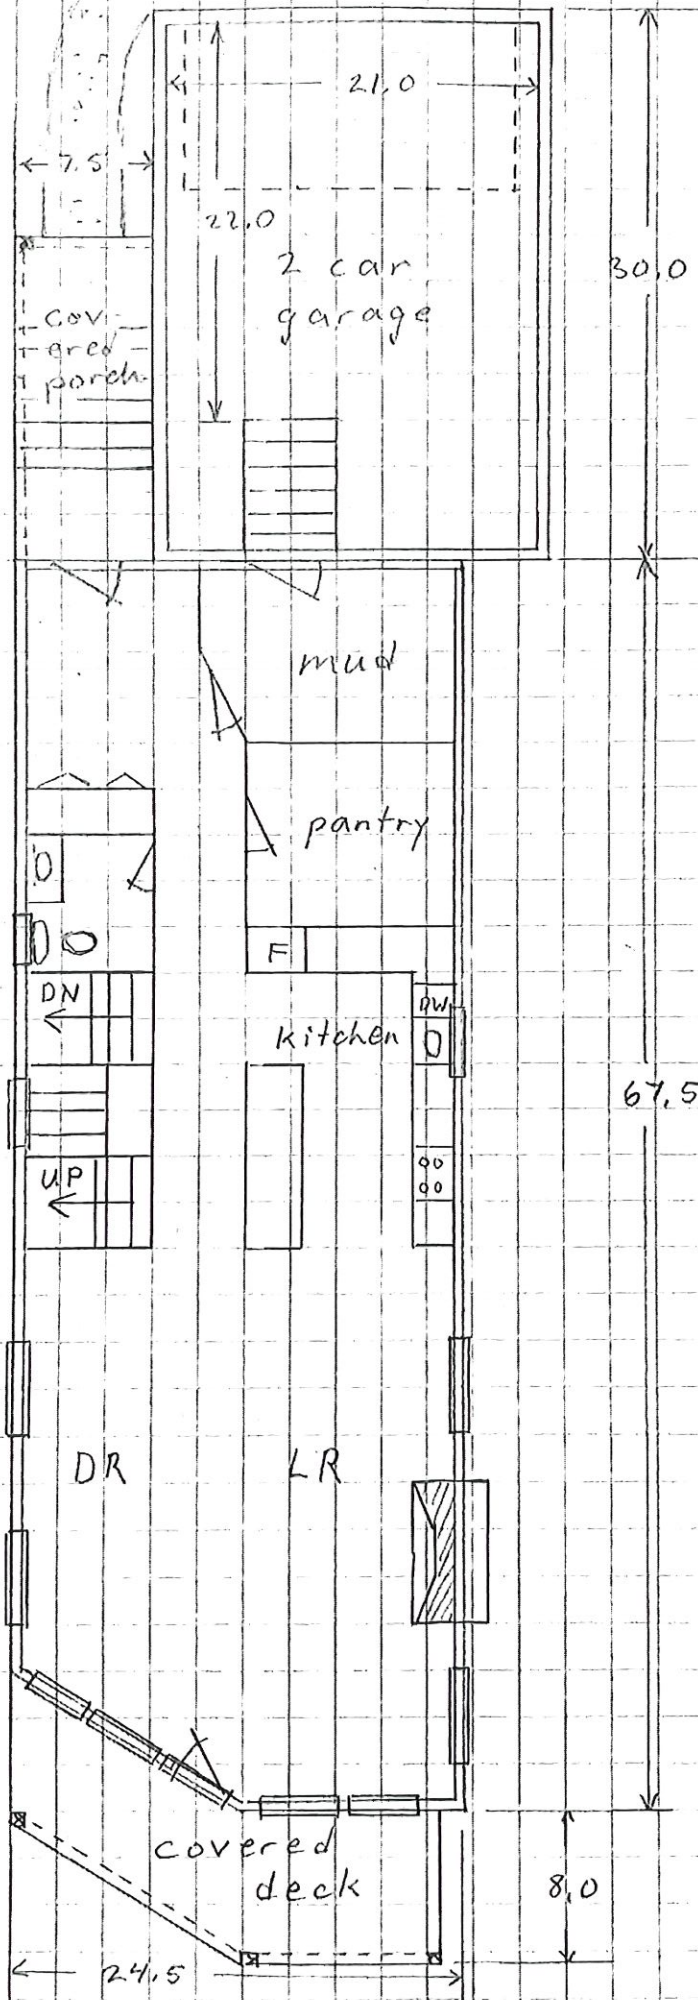 21.0
7.5
22.0
2 car
garage
30.0
cov-
ered
porch
mud
pantry
F
DN
DW
kitchen
67.5
UP
DR
LR
covered
deck
8.0
24.5